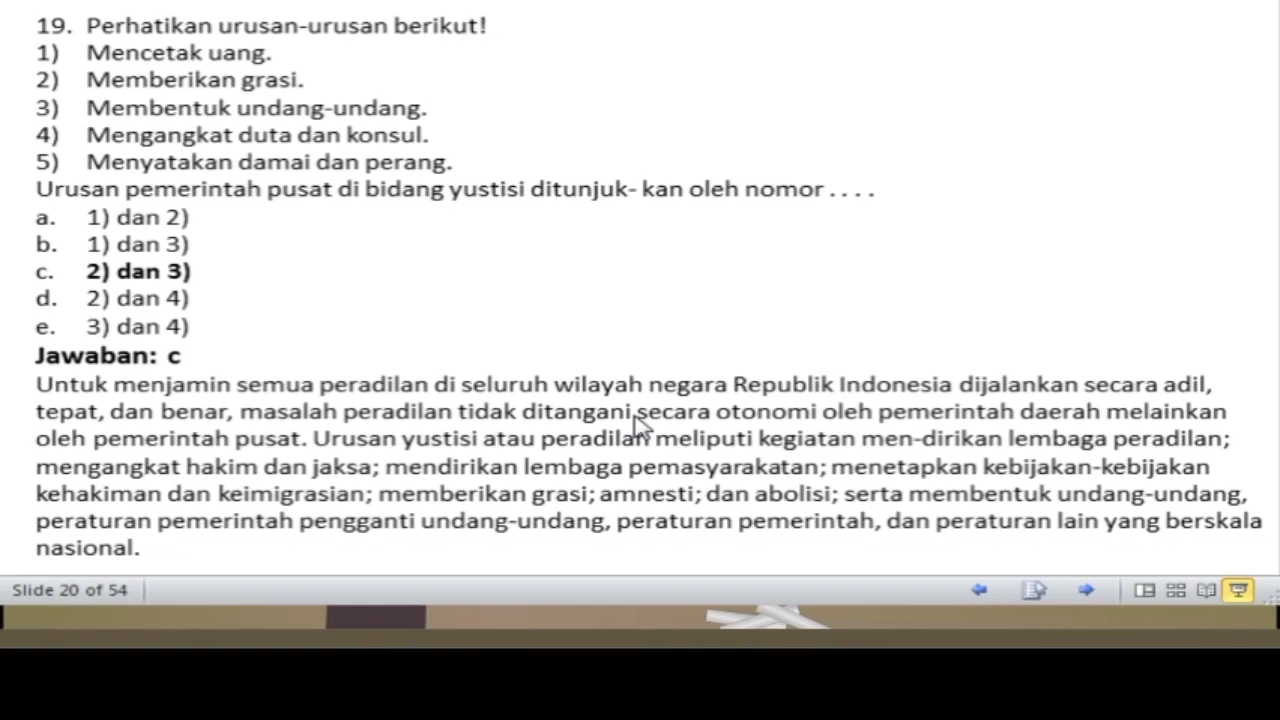 19. Perhatikan urusan-urusan berikut!
1) Mencetak uang.
2) Memberikan grasi.
3) Membentuk undang-undang.
4) Mengangkat duta dan konsul.
5) Menyatakan damai dan perang.
Urusan pemerintah pusat di bidang yustisi ditunjuk- kan oleh nomor . . . .
a. 1) dan 2)
b. 1) dan 3)
c. 2) dan 3)
d. 2) dan 4)
e. 3) dan 4)
Jawaban: c
Untuk menjamin semua peradilan di seluruh wilayah negara Republik Indonesia dijalankan secara adil,
tepat, dan benar, masalah peradilan tidak ditangani secara otonomi oleh pemerintah daerah melainkan
oleh pemerintah pusat. Urusan yustisi atau peradilan meliputi kegiatan men-dirikan lembaga peradilan;
mengangkat hakim dan jaksa; mendirikan lembaga pemasyarakatan; menetapkan kebijakan-kebijakan
kehakiman dan keimigrasian; memberikan grasi; amnesti; dan abolisi; serta membentuk undang-undang,
peraturan pemerintah pengganti undang-undang, peraturan pemerintah, dan peraturan lain yang berskala
nasional.
Slide 20 of 54